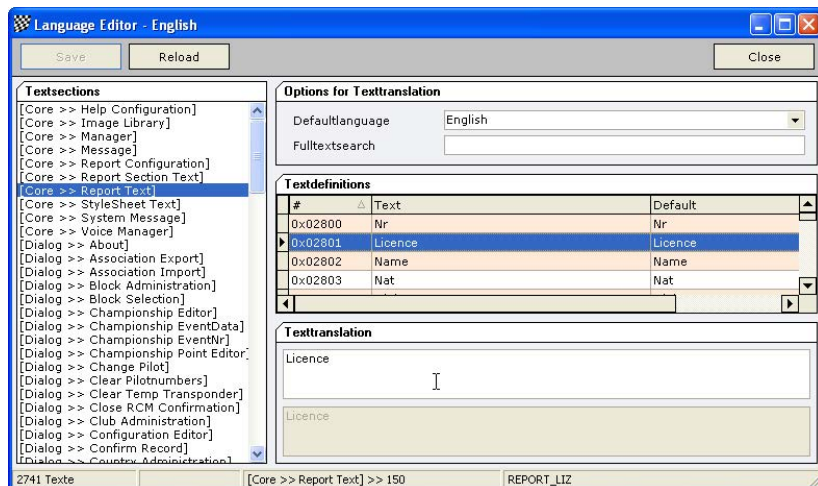 Language Editor - English
Save
Reload
Close
Textsections
[Core >> Help Configuration]
[Core >> Image Library]
[Core >> Manager]
[Core >> Message]
[Core >> Report Configuration]
[Core >> Report Section Text]
[Core >> Report Text]
[Core >> StyleSheet Text]
[Core >> System Message]
[Core >> Voice Manager]
[Dialog >> About]
[Dialog >> Association Export]
[Dialog >> Association Import]
[Dialog >> Block Administration]
[Dialog >> Block Selection]
[Dialog >> Championship Editor]
[Dialog >> Championship EventData]
[Dialog >> Championship EventNr]
[Dialog >> Championship Point Editor]
[Dialog >> Change Pilot]
[Dialog >> Clear Pilotnumbers]
[Dialog >> Clear Temp Transponder]
[Dialog >> Close RCM Confirmation]
[Dialog >> Club Administration]
[Dialog >> Configuration Editor]
[Dialog >> Confirm Record]
[Dialog >> Country Administration]
Options for Texttranslation
Defaultlanguage English
Fulltextsearch
Textdefinitions
# Text Default
0x02800 Nr Nr
0x02801 Licence Licence
0x02802 Name Name
0x02803 Nat Nat
Texttranslation
Licence
Licence
2741 Texte [Core >> Report Text] >> 150 REPORT_LIZ